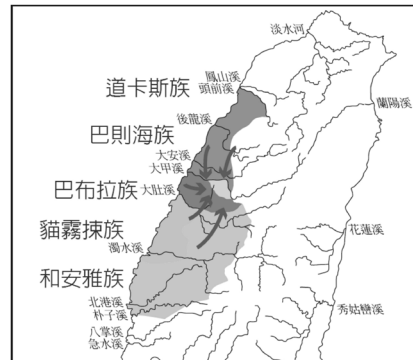 淡水河
鳳山溪
頭前溪
道卡斯族
蘭陽溪
後龍溪
巴則海族
大安溪
大甲溪
巴布拉族
大肚溪
貓霧捒族
花蓮溪
濁水溪
和安雅族
北港溪
朴子溪
秀姑巒溪
八掌溪
急水溪